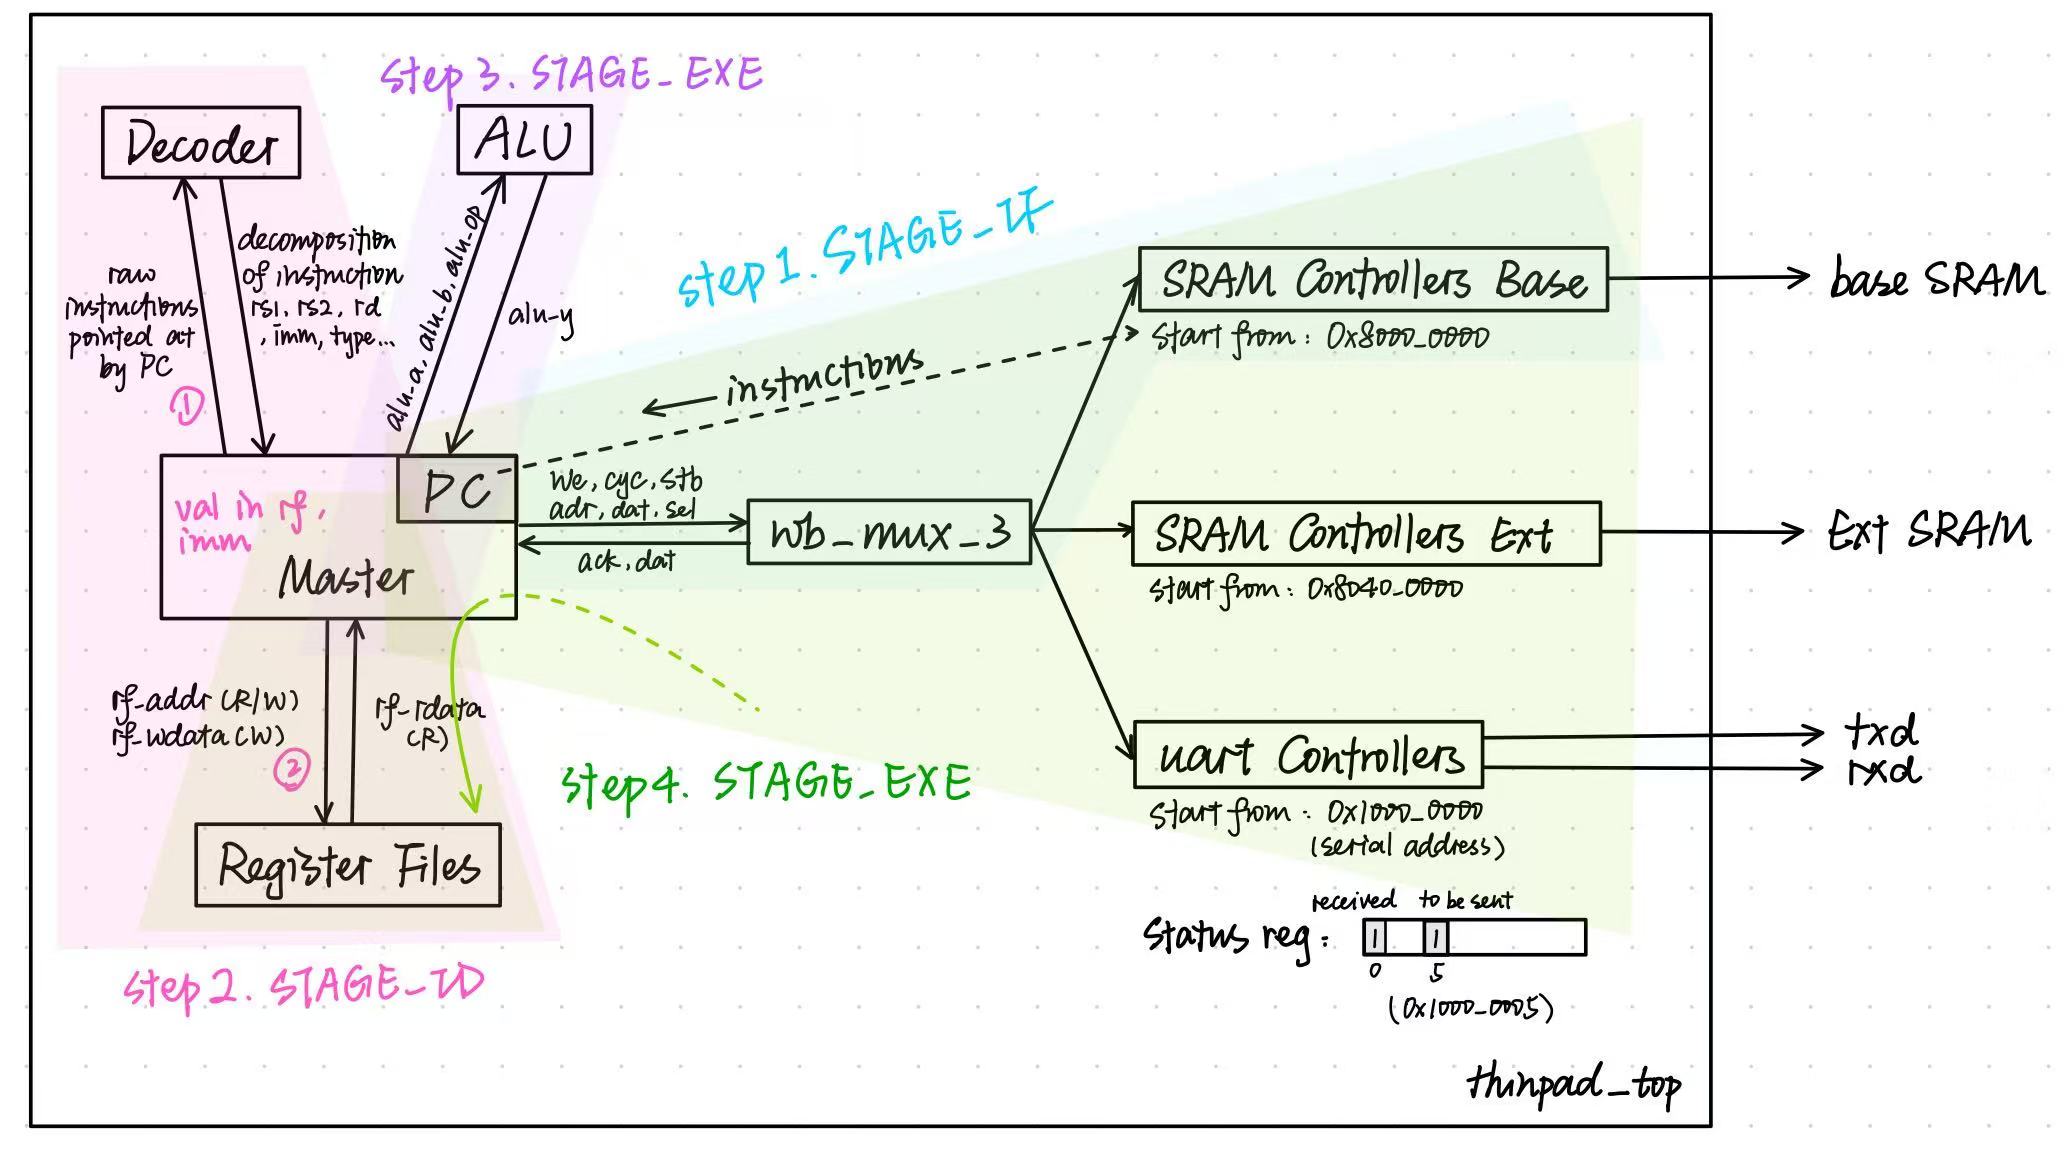 step 3. STAGE_EXE
Decoder
ALU
raw
instructions
pointed at
by PC
①
decomposition
of instruction
rs1, rs2, rd
, imm, type...
alu-a, alu-b, alu-op
alu-y
step 1. STAGE_IF
instructions
SRAM Controllers Base
start from: 0x8000_0000
base SRAM
PC
val in rf,
imm
Master
we, cyc, stb
adr, dat, sel
ack, dat
wb_mux_3
SRAM Controllers Ext
start from: 0x8040_0000
Ext SRAM
rf-addr (R/W)
rf-wdata (W)
②
rf-rdata
(R)
Register Files
step 2. STAGE_ID
step4. STAGE_EXE
uart Controllers
start from: 0x1000_0000
(serial address)
txd
rxd
received to be sent
Status reg: 1 1
0 5
(0x1000_0005)
thinpad_top